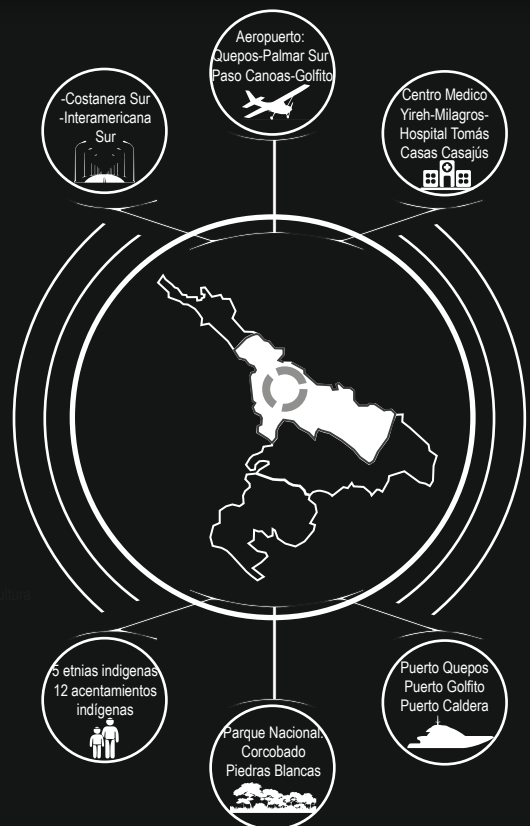 Aeropuerto:
Quepos-Palmar Sur
Paso Canoas-Golfito
-Costanera Sur
-Interamericana
Sur
Centro Medico
Yireh-Milagros-
Hospital Tomás
Casas Casajús
ulture
5 etnias indigenas
12 acentamientos
indígenas
Parque Nacional:
Corcobado
Piedras Blancas
Puerto Quepos
Puerto Golfito
Puerto Caldera